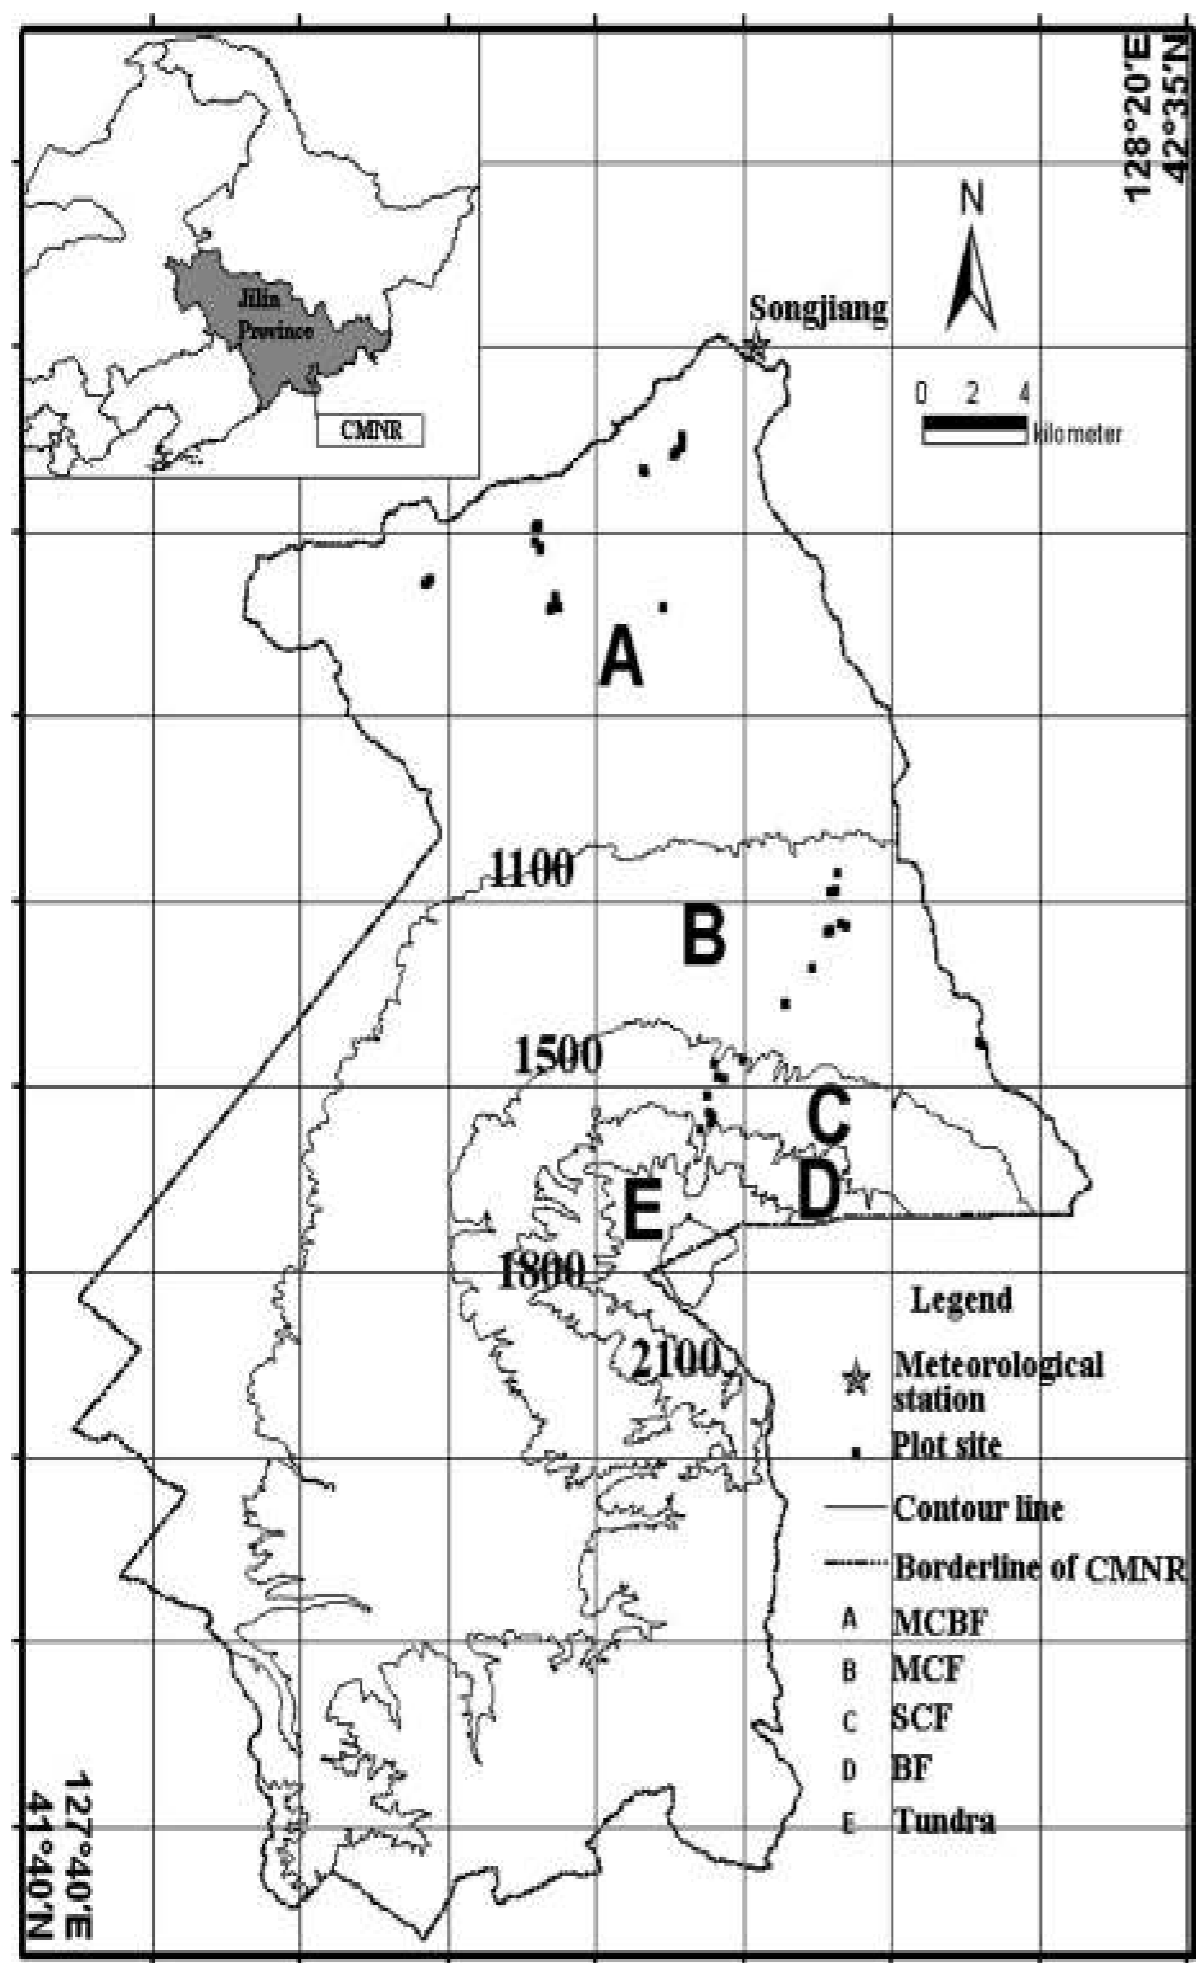 128°20'E
42°35'N
N
Jilin
Province
Songjiang
0 2 4
kilometer
CMNR
A
1100
B
1500
C
D
E
1800
2100
Legend
Meteorological
station
Plot site
Contour line
Borderline of CMNR
A MCBF
B MCF
C SCF
D BF
E Tundra
127°40'E
41°40'N